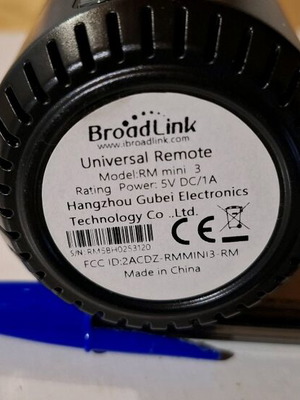 BroadLink
www.ibroadlink.com
Universal Remote
Model:RM mini 3
Rating Power: 5V DC/1A
Hangzhou Gubei Electronics
Technology Co .,Ltd.
CE
S/N:RMSBH0253120
FCC ID:2ACDZ-RMMINI3-RM
Made in China